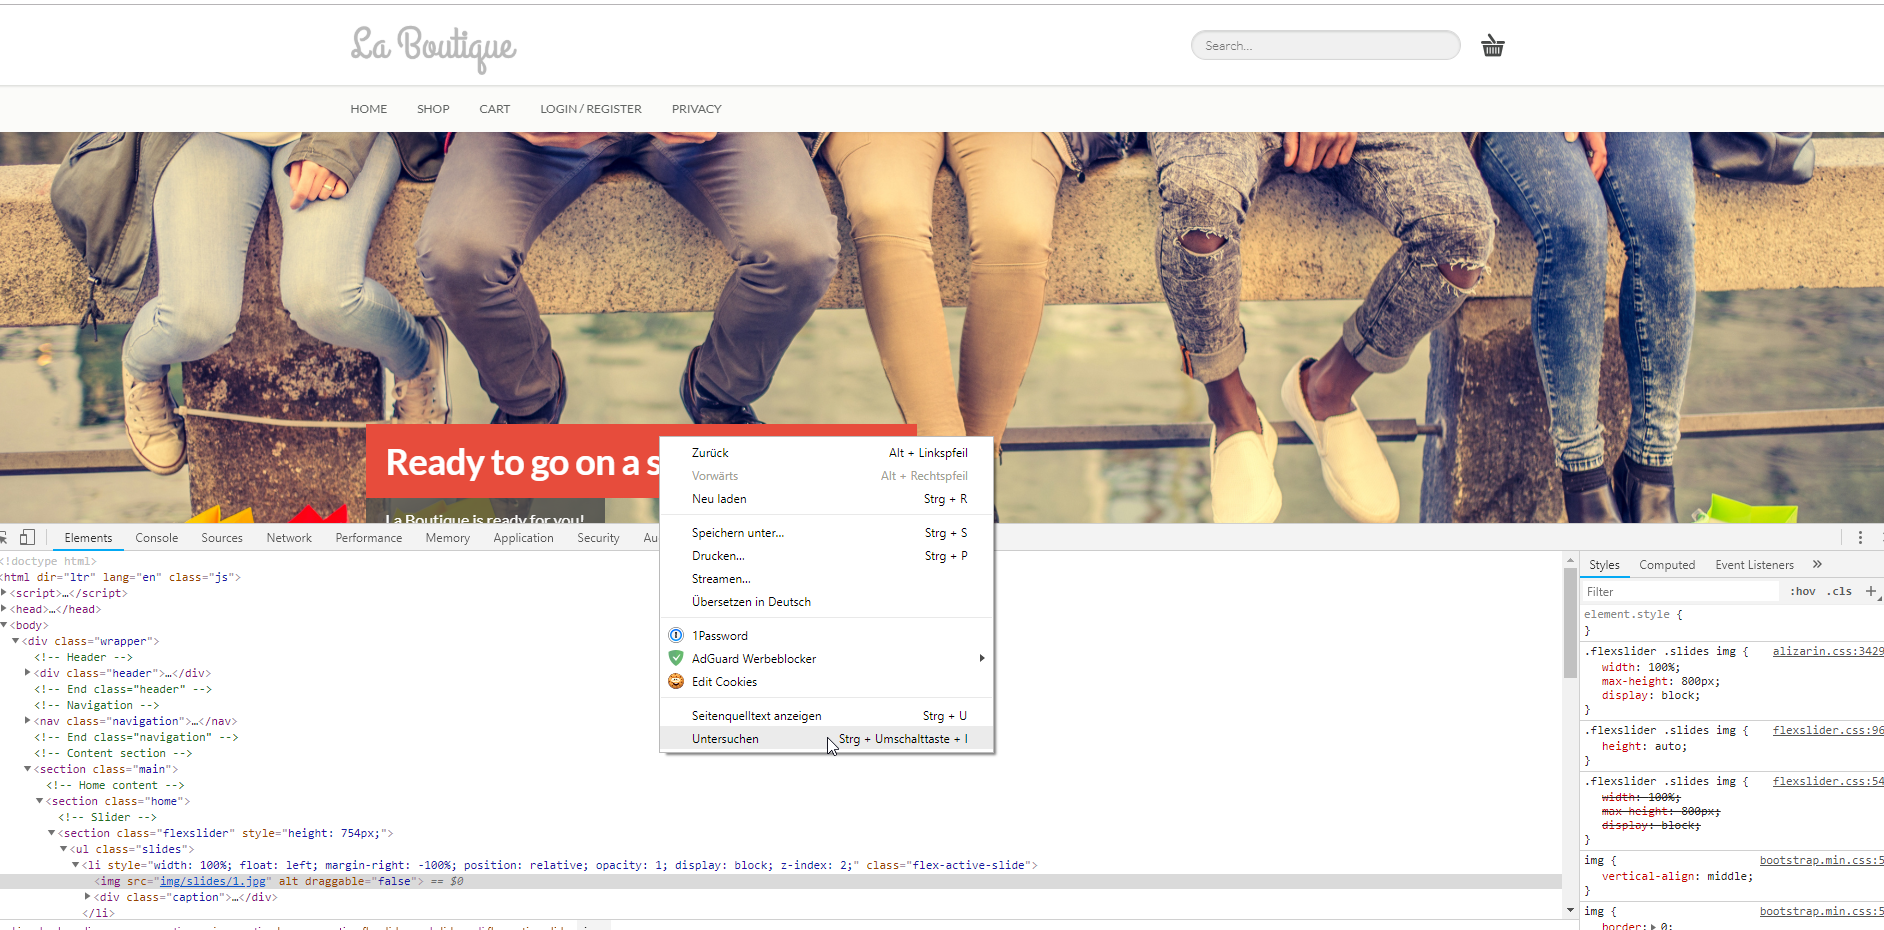 La Boutique
Search...
HOME SHOP CART LOGIN / REGISTER PRIVACY
Ready to go on a s
La Boutique is ready for you!
Zurück Alt + Linkspfeil
Vorwärts Alt + Rechtspfeil
Neu laden Strg + R
Speichern unter... Strg + S
Drucken... Strg + P
Streamen...
Übersetzen in Deutsch
1Password
AdGuard Werbeblocker
Edit Cookies
Seitenquelltext anzeigen Strg + U
Untersuchen Strg + Umschalttaste + I
Elements Console Sources Network Performance Memory Application Security Au
<!doctype html>
<html dir="ltr" lang="en" class="js">
<script>…</script>
<head>…</head>
<body>
<div class="wrapper">
<!-- Header -->
<div class="header">…</div>
<!-- End class="header" -->
<!-- Navigation -->
<nav class="navigation">…</nav>
<!-- End class="navigation" -->
<!-- Content section -->
<section class="main">
<!-- Home content -->
<section class="home">
<!-- Slider -->
<section class="flexslider" style="height: 754px;">
<ul class="slides">
<li style="width: 100%; float: left; margin-right: -100%; position: relative; opacity: 1; display: block; z-index: 2;" class="flex-active-slide">
<img src="img/slides/1.jpg" alt draggable="false"> == $0
<div class="caption">…</div>
</li>
Styles Computed Event Listeners »
Filter :hov .cls +
element.style {
}
.flexslider .slides img { alizarin.css:3429
width: 100%;
max-height: 800px;
display: block;
}
.flexslider .slides img { flexslider.css:96
height: auto;
}
.flexslider .slides img { flexslider.css:54
width: 100%;
max-height: 800px;
display: block;
}
img { bootstrap.min.css:5
vertical-align: middle;
}
img { bootstrap.min.css:5
border: 0;